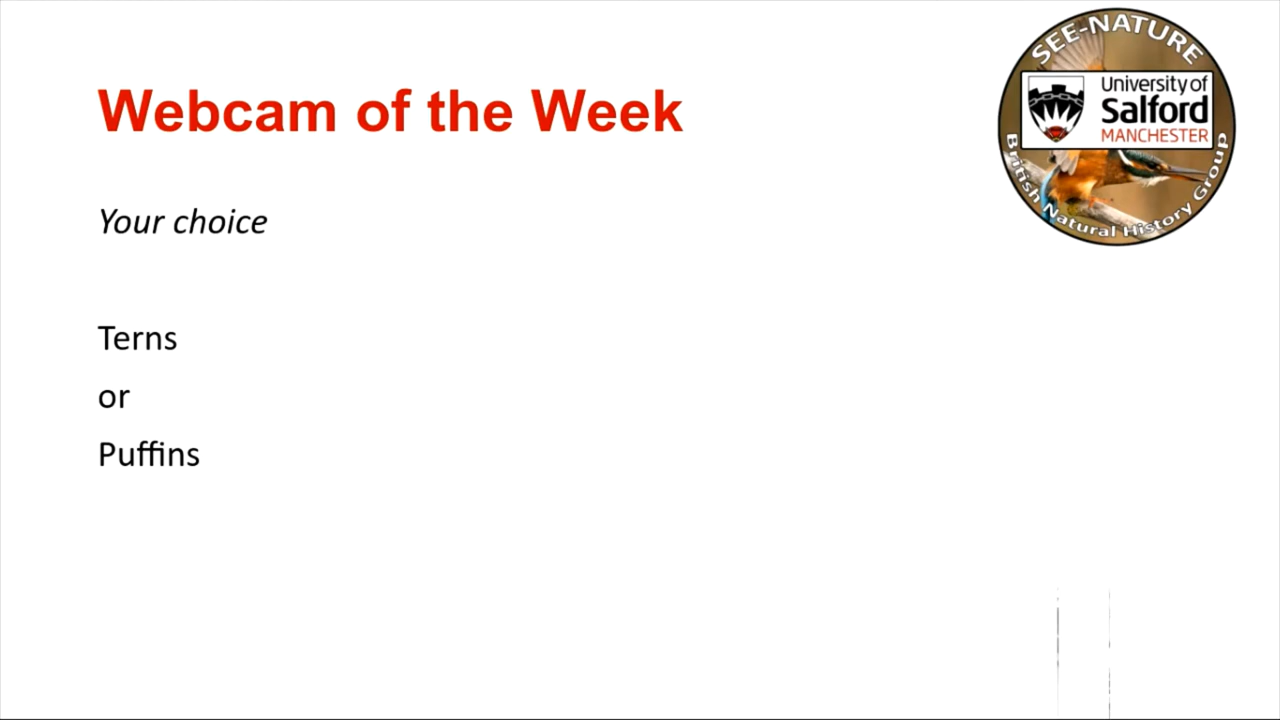 Webcam of the Week
Your choice
Terns
or
Puffins
SEE-NATURE
University of
Salford
MANCHESTER
British Natural History Group